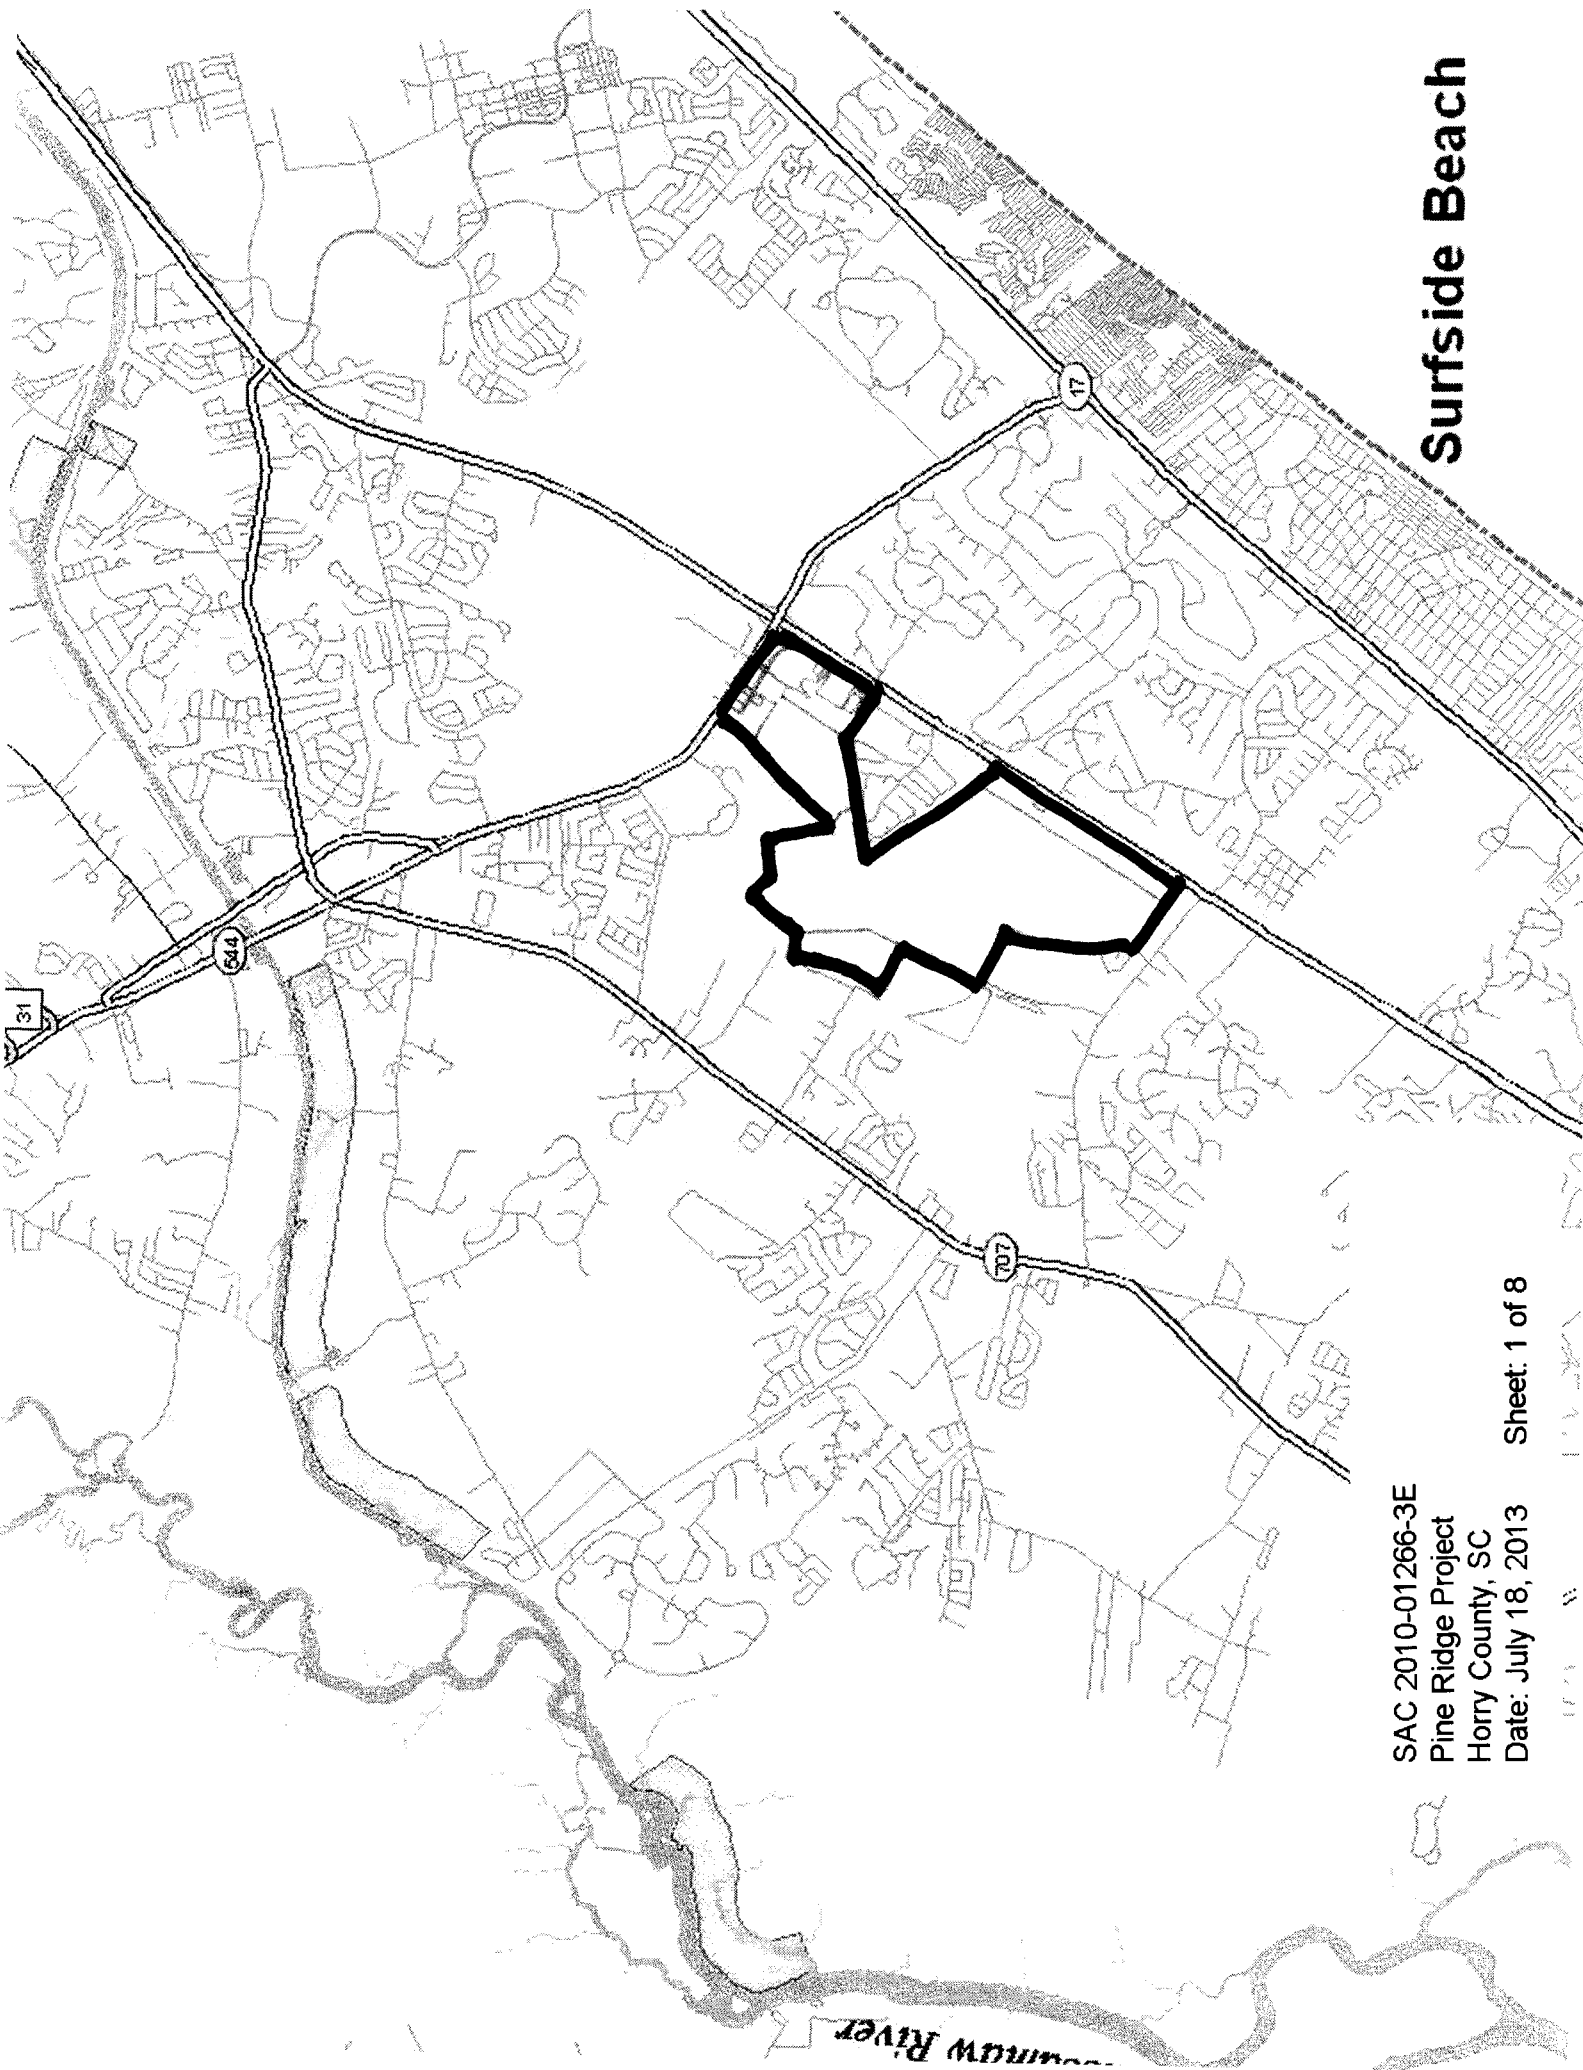 31
544
17
707
Surfside Beach
River
SAC 2010-01266-3E
Pine Ridge Project
Horry County, SC
Date: July 18, 2013 Sheet: 1 of 8